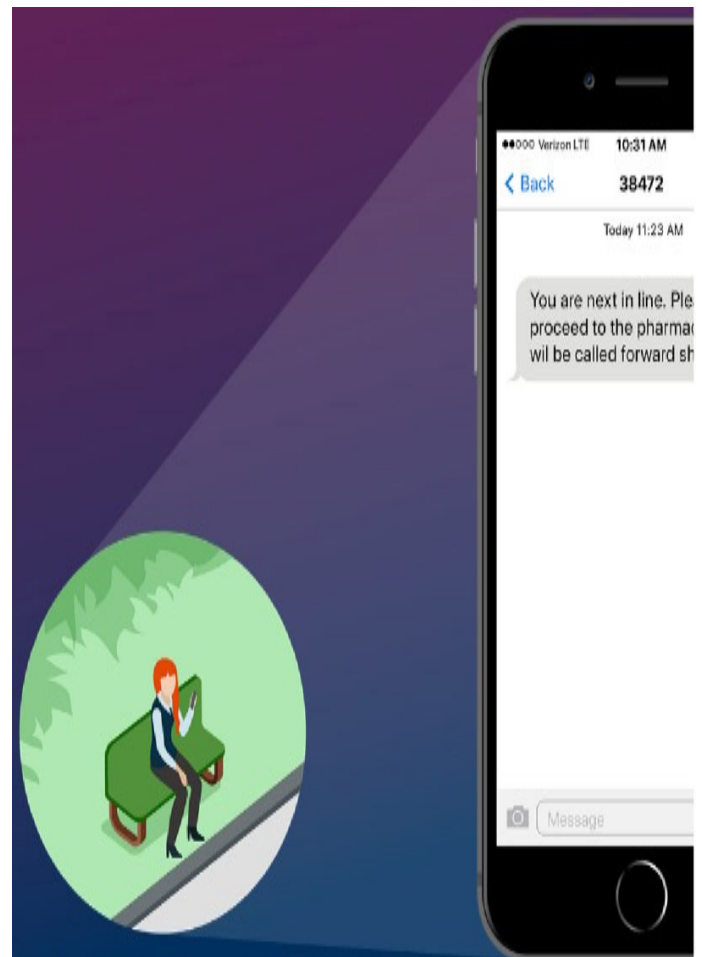 Verizon LTE 10:31 AM
Back 38472
Today 11:23 AM
You are next in line. Ple
proceed to the pharmac
wil be called forward sh
Message